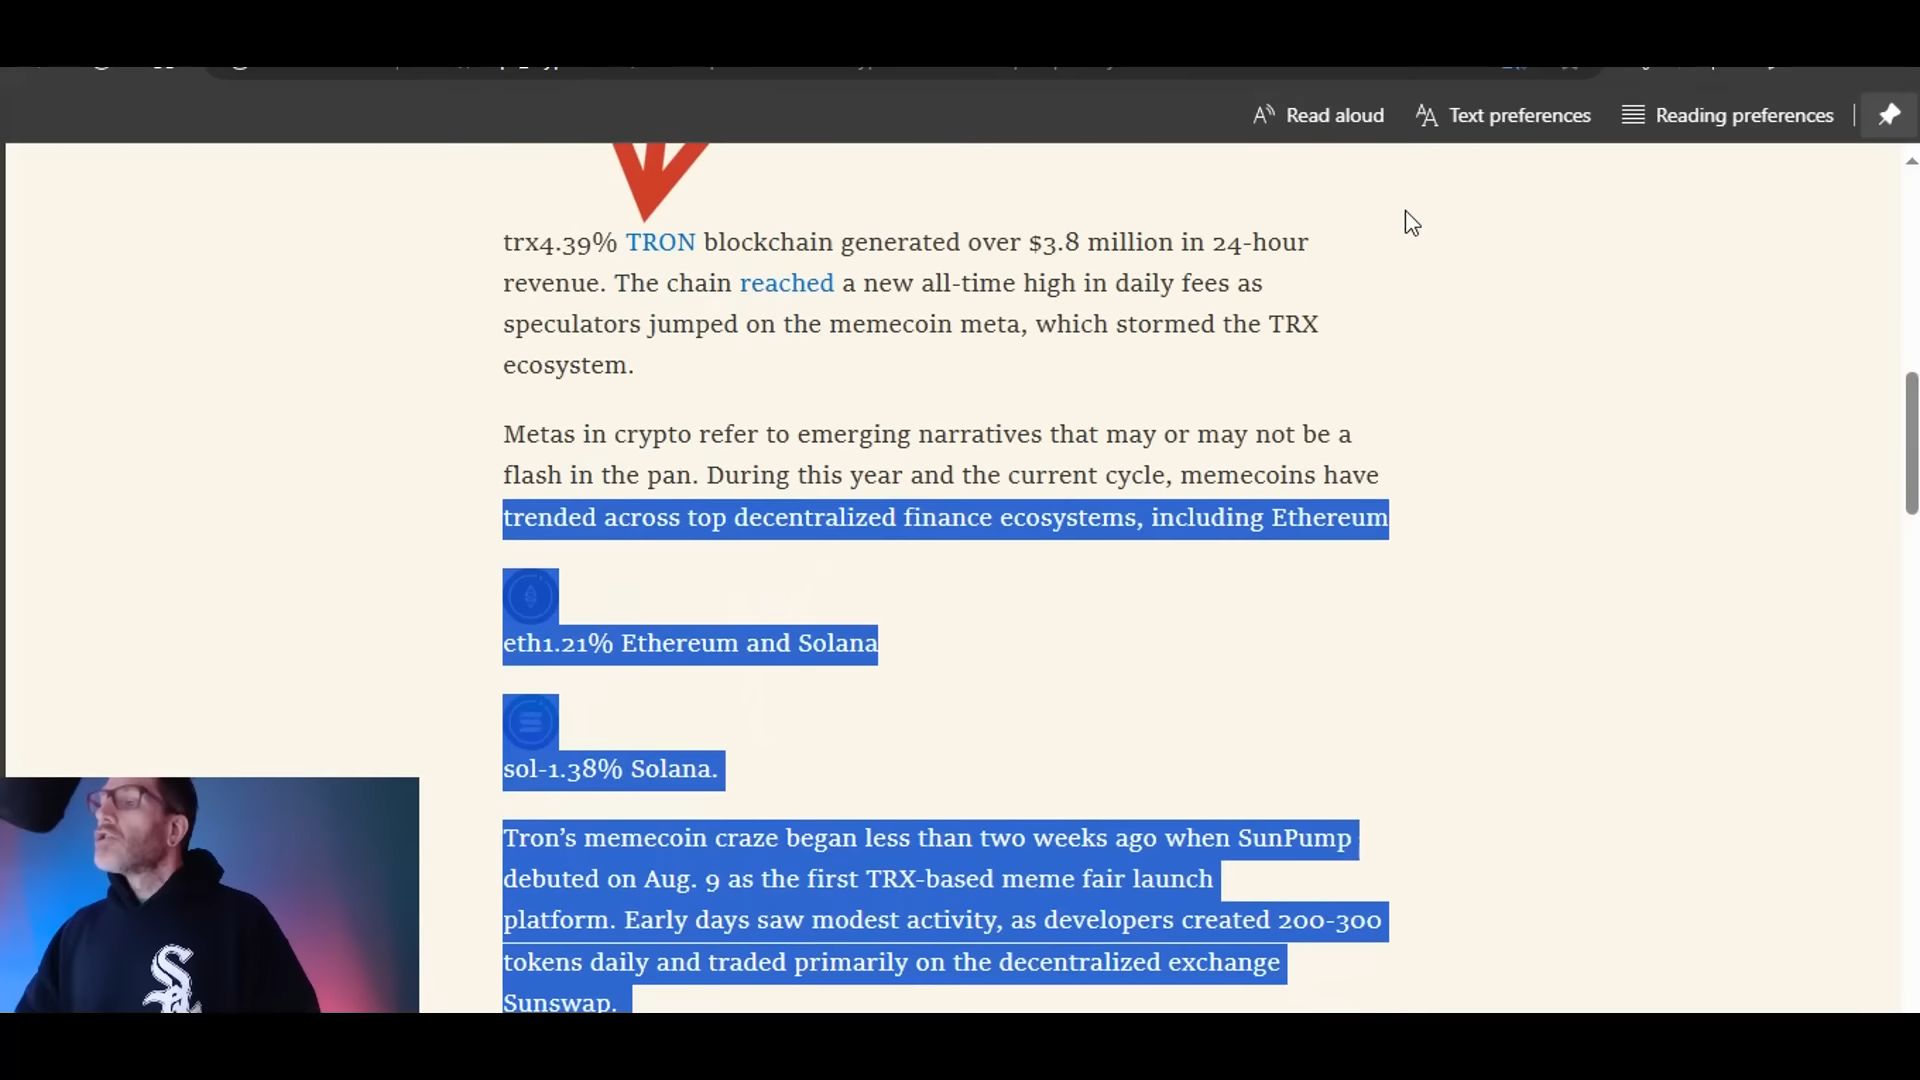 Read aloud
Text preferences
Reading preferences
trx4.39% TRON blockchain generated over $3.8 million in 24-hour
revenue. The chain reached a new all-time high in daily fees as
speculators jumped on the memecoin meta, which stormed the TRX
ecosystem.
Metas in crypto refer to emerging narratives that may or may not be a
flash in the pan. During this year and the current cycle, memecoins have
trended across top decentralized finance ecosystems, including Ethereum
eth1.21% Ethereum and Solana
sol-1.38% Solana.
Tron’s memecoin craze began less than two weeks ago when SunPump
debuted on Aug. 9 as the first TRX-based meme fair launch
platform. Early days saw modest activity, as developers created 200-300
tokens daily and traded primarily on the decentralized exchange
Sunswap.